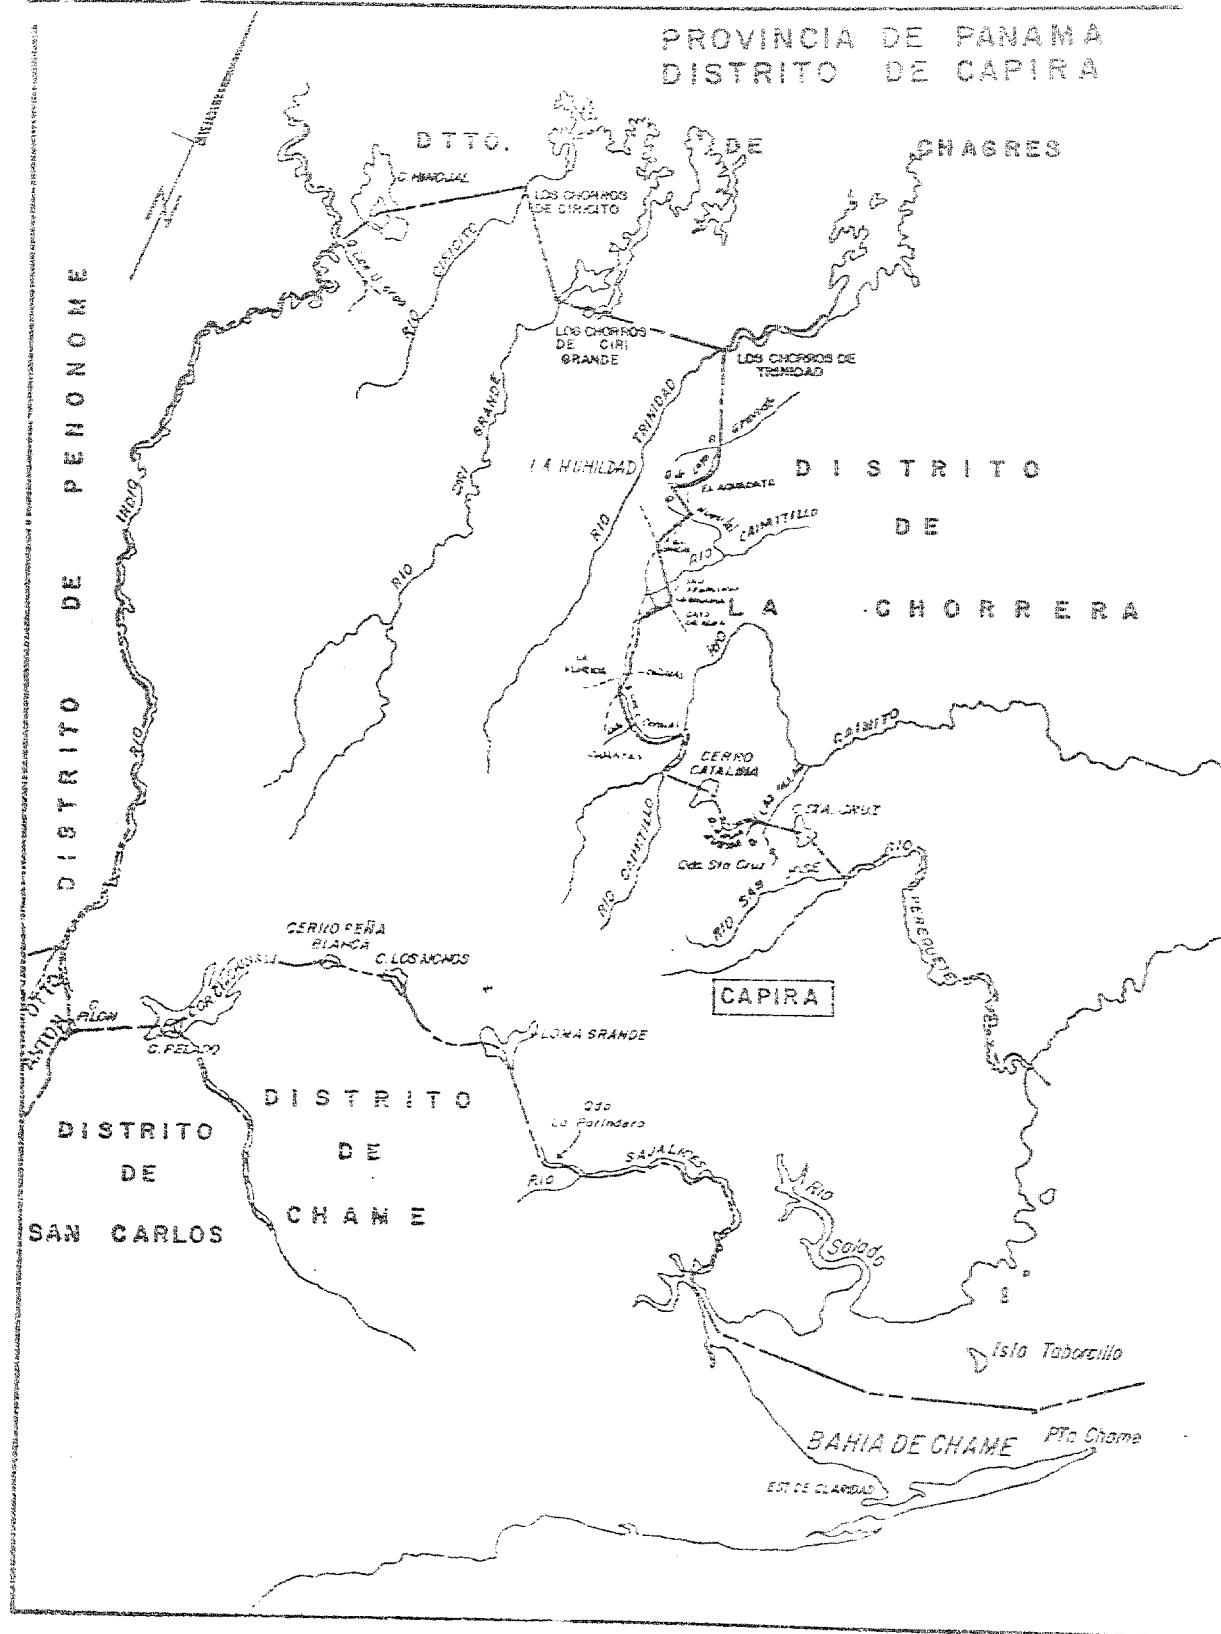 PROVINCIA DE PANAMA
DISTRITO DE CAPIRA
DTTO. DE CHAGRES
N
LOS CHORROS
DE CIRICITO
RIO CIRICITO
LOS CHORROS
DE CIRI
GRANDE
LOS CHORROS DE
TRINIDAD
DISTRITO DE PENONOME
RIO INDIO
RIO CIRI GRANDE
RIO TRINIDAD
LA HUMILDAD
EL AGUACATE
RIO CAIMITILLO
DISTRITO
DE
LA CHORRERA
RIO
CAIMITO
CERRO
CATALINA
C. STA. CRUZ
Qda. Sta Cruz
RIO CAIMITILLO
RIO SAN JOSE
RIO PEREQUETE
CERRO PEÑA
BLANCA
C. LOS MONOS
CAPIRA
DTTO
ANTON
C.
PILON
C. PELADO
LOMA GRANDE
DISTRITO
DE
SAN CARLOS
DISTRITO
DE
CHAME
Qda
RIO SAJALICES
Rio Salado
Isla Taborcillo
BAHIA DE CHAME
Pta Chame
EST DE CLARIDAD